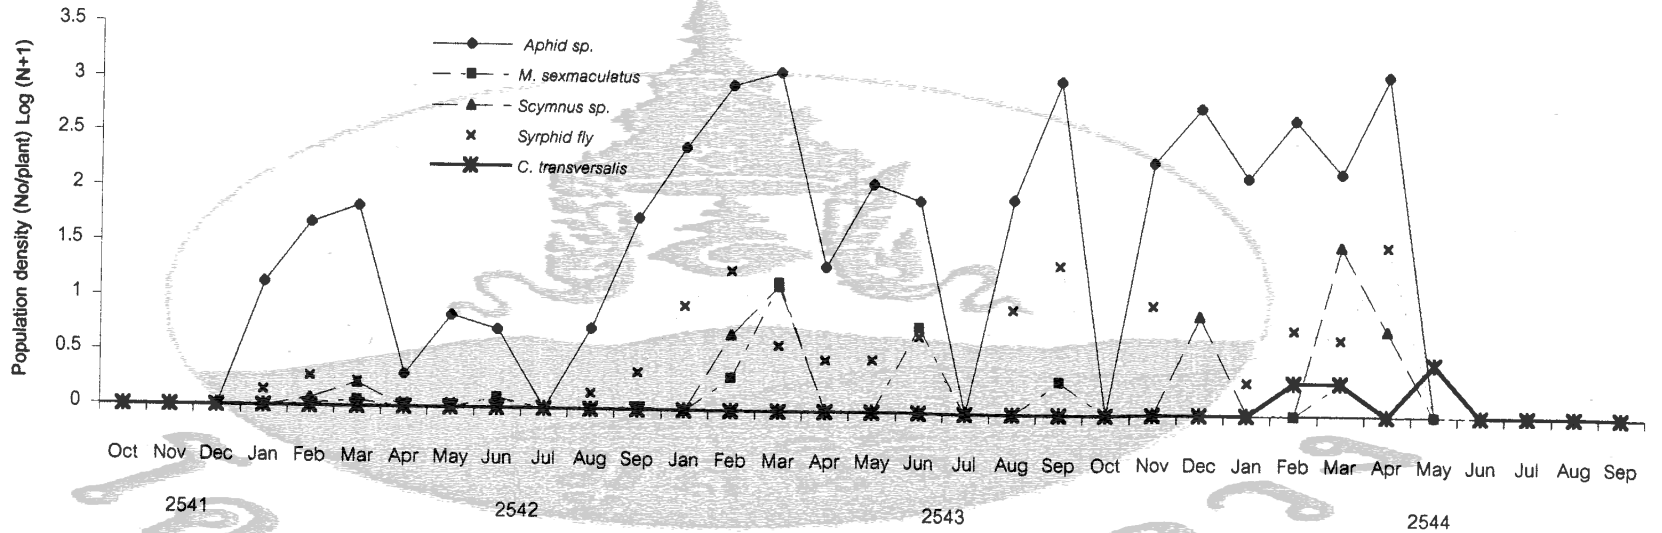 Population density (No/plant) Log (N+1)
3.5
3
2.5
2
1.5
1
0.5
0
Aphid sp.
M. sexmaculatus
Scymnus sp.
Syrphid fly
C. transversalis
Oct Nov Dec Jan Feb Mar Apr May Jun Jul Aug Sep Jan Feb Mar Apr May Jun Jul Aug Sep Oct Nov Dec Jan Feb Mar Apr May Jun Jul Aug Sep
2541 2542 2543 2544